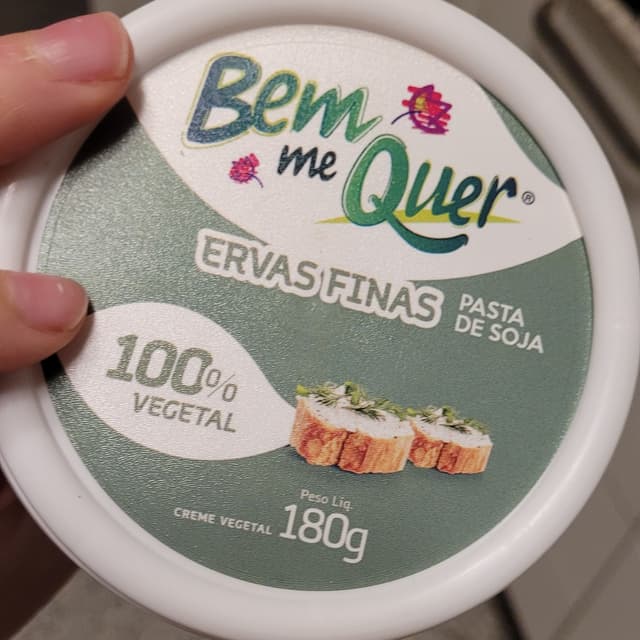 Bem
me Quer®
ERVAS FINAS
PASTA
DE SOJA
100%
VEGETAL
Peso Líq.
CREME VEGETAL 180g